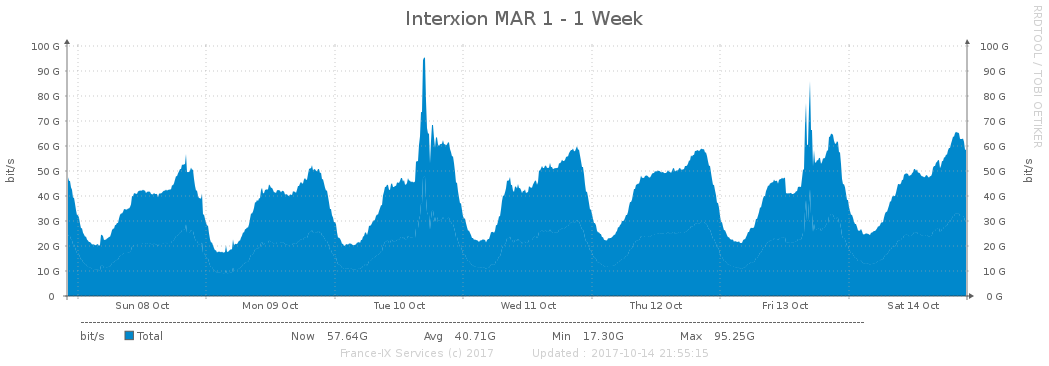 Interxion MAR 1 - 1 Week
RRDTOOL / TOBI OETIKER
100 G 100 G
90 G 90 G
80 G 80 G
70 G 70 G
60 G 60 G
50 G 50 G
40 G 40 G
30 G 30 G
20 G 20 G
10 G 10 G
0 0 G
bit/s bit/s
Sun 08 Oct Mon 09 Oct Tue 10 Oct Wed 11 Oct Thu 12 Oct Fri 13 Oct Sat 14 Oct
bit/s Total Now 57.64G Avg 40.71G Min 17.30G Max 95.25G
France-IX Services (c) 2017 Updated : 2017-10-14 21:55:15